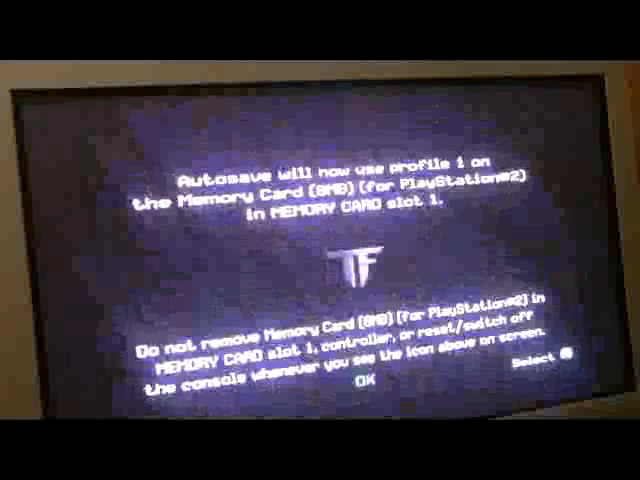 Autosave will now use profile 1 on
the Memory Card (8MB) (for PlayStation®2)
in MEMORY CARD slot 1.
TF
Do not remove Memory Card (8MB) (for PlayStation®2) in
MEMORY CARD slot 1, controller, or reset/switch off
the console whenever you see the icon above on screen.
Select
OK